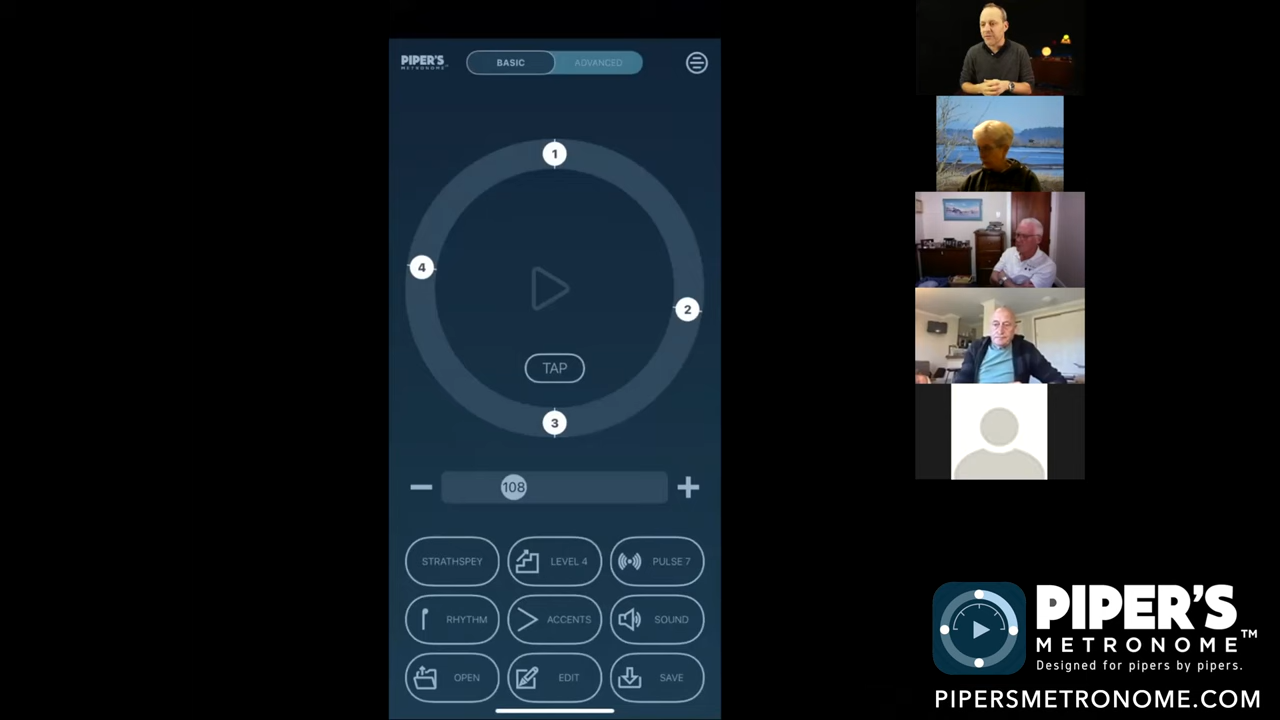 PIPER'S
METRONOME
BASIC
ADVANCED
1
4
2
TAP
3
108
STRATHSPEY
LEVEL 4
PULSE 7
RHYTHM
ACCENTS
SOUND
OPEN
EDIT
SAVE
PIPER'S
METRONOME™
Designed for pipers by pipers.
PIPERSMETRONOME.COM